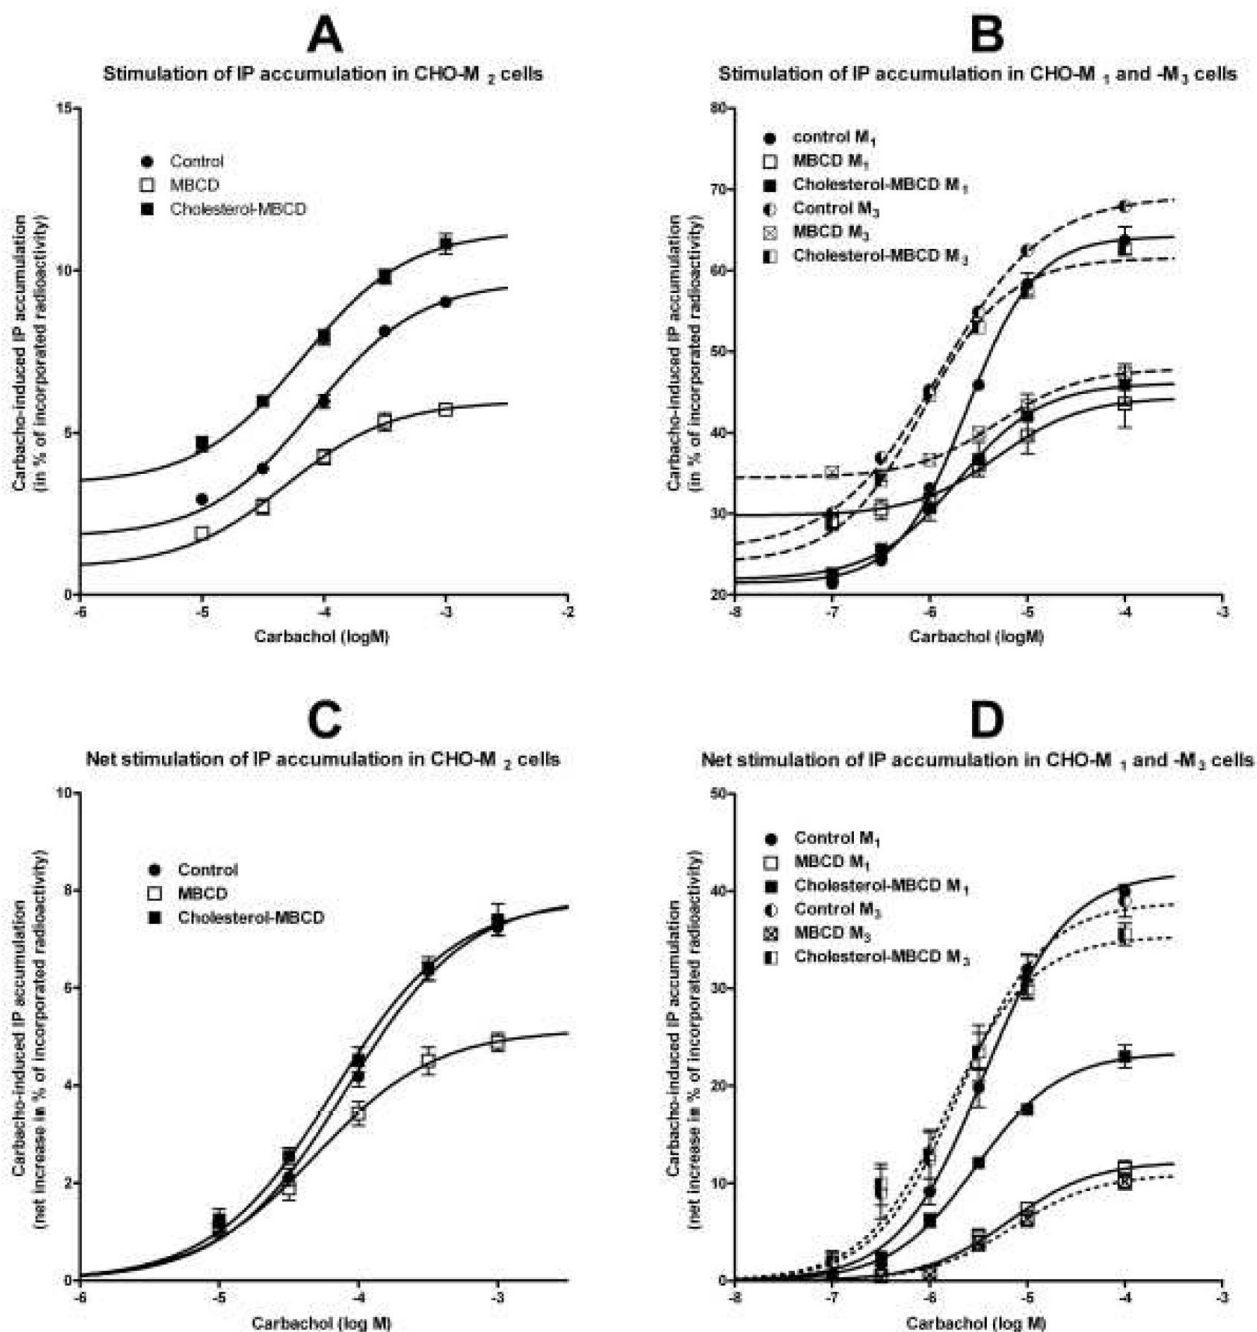 A
Stimulation of IP accumulation in CHO-M 2 cells
15
10
5
0
-6
-5
-4
-3
-2
Carbachol (logM)
Carbacho-induced IP accumulation
(in % of incorporated radioactivity)
Control
MBCD
Cholesterol-MBCD
B
Stimulation of IP accumulation in CHO-M 1 and -M3 cells
80
70
60
50
40
30
20
-8
-7
-6
-5
-4
-3
Carbachol (logM)
Carbacho-induced IP accumulation
(in % of incorporated radioactivity)
control M1
MBCD M1
Cholesterol-MBCD M1
Control M3
MBCD M3
Cholesterol-MBCD M3
C
Net stimulation of IP accumulation in CHO-M 2 cells
10
8
6
4
2
0
-6
-5
-4
-3
Carbachol (log M)
Carbacho-induced IP accumulation
(net increase in % of incorporated radioactivity)
Control
MBCD
Cholesterol-MBCD
D
Net stimulation of IP accumulation in CHO-M 1 and -M3 cells
50
40
30
20
10
0
-8
-7
-6
-5
-4
-3
Carbachol (log M)
Carbacho-induced IP accumulation
(net increase in % of incorporated radioactivity)
Control M1
MBCD M1
Cholesterol-MBCD M1
Control M3
MBCD M3
Cholesterol-MBCD M3